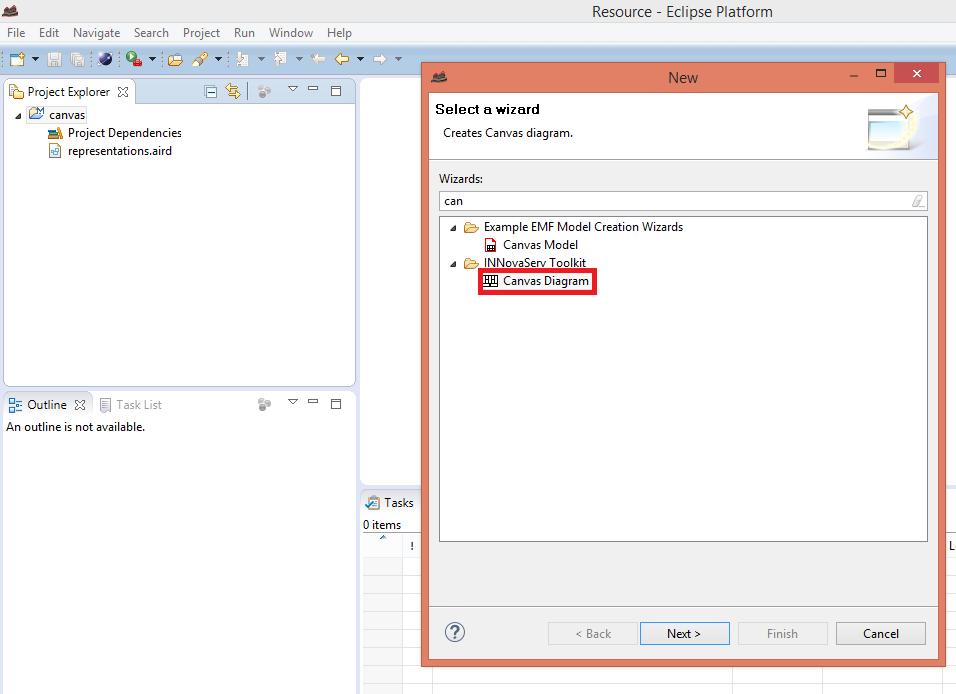 Resource - Eclipse Platform
File Edit Navigate Search Project Run Window Help
Project Explorer
canvas
Project Dependencies
representations.aird
Outline Task List
An outline is not available.
Tasks
0 items
!
New
Select a wizard
Creates Canvas diagram.
Wizards:
can
Example EMF Model Creation Wizards
Canvas Model
INNovaServ Toolkit
Canvas Diagram
? < Back Next > Finish Cancel